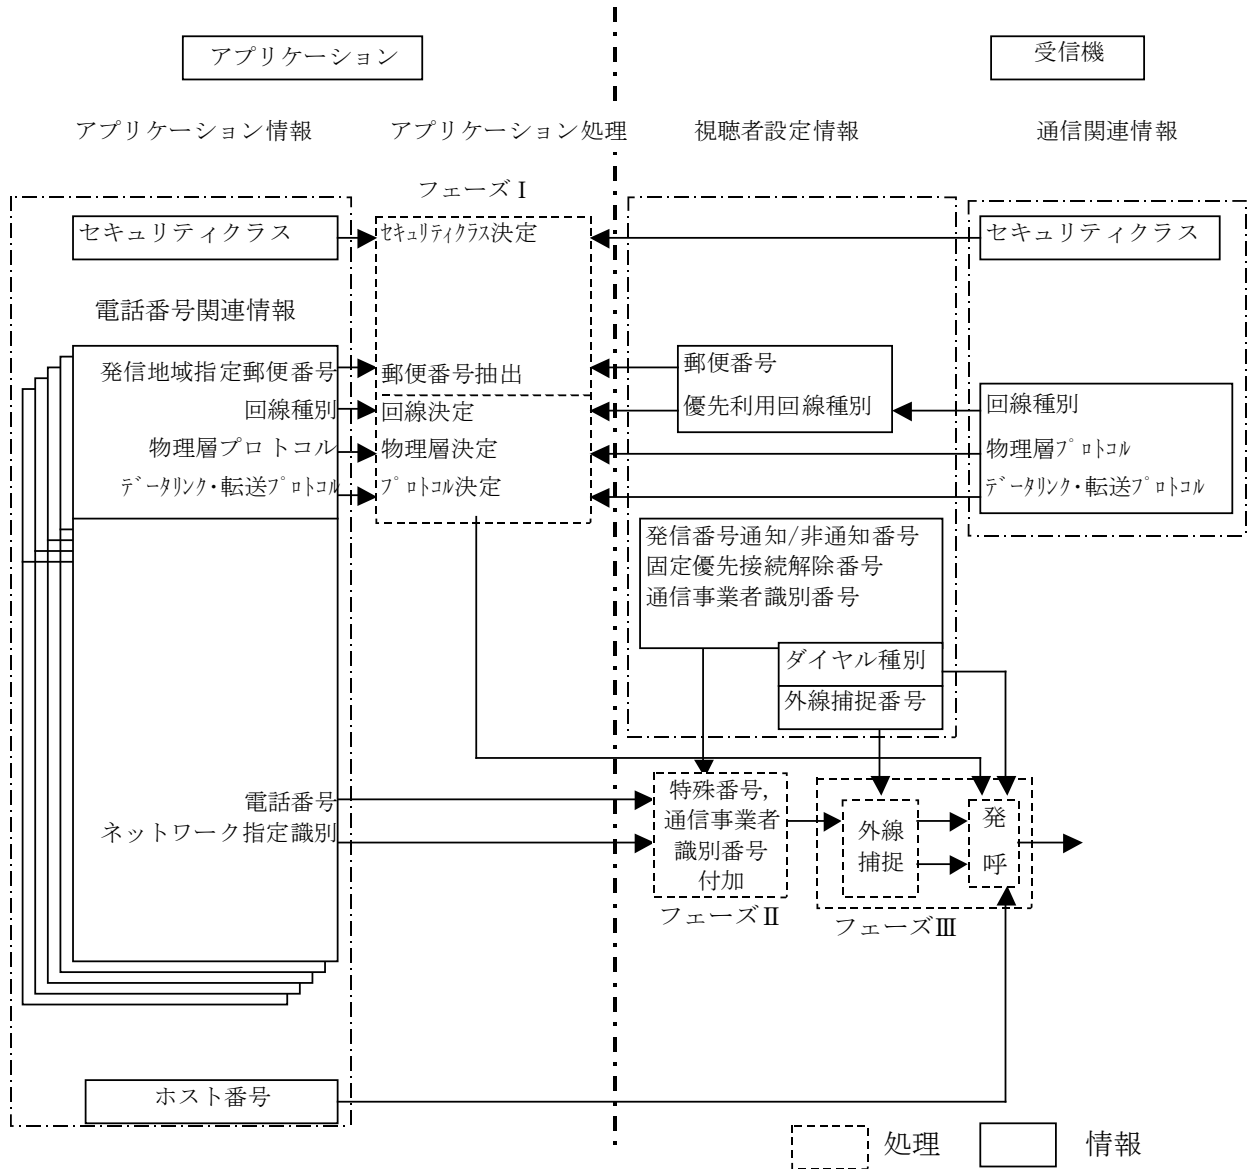 アプリケーション
受信機
アプリケーション情報
アプリケーション処理
視聴者設定情報
通信関連情報
フェーズⅠ
セキュリティクラス
ｾｷｭﾘﾃｨｸﾗｽ決定
セキュリティクラス
電話番号関連情報
発信地域指定郵便番号
郵便番号抽出
郵便番号
回線種別
回線決定
優先利用回線種別
回線種別
物理層プロトコル
物理層決定
物理層ﾌﾟﾛﾄｺﾙ
ﾃﾞｰﾀﾘﾝｸ・転送ﾌﾟﾛﾄｺﾙ
ﾌﾟﾛﾄｺﾙ決定
ﾃﾞｰﾀﾘﾝｸ・転送ﾌﾟﾛﾄｺﾙ
発信番号通知/非通知番号
固定優先接続解除番号
通信事業者識別番号
ダイヤル種別
外線捕捉番号
電話番号
ネットワーク指定識別
特殊番号,
通信事業者
識別番号
付加
外線
捕捉
発
呼
フェーズⅡ
フェーズⅢ
ホスト番号
処理
情報